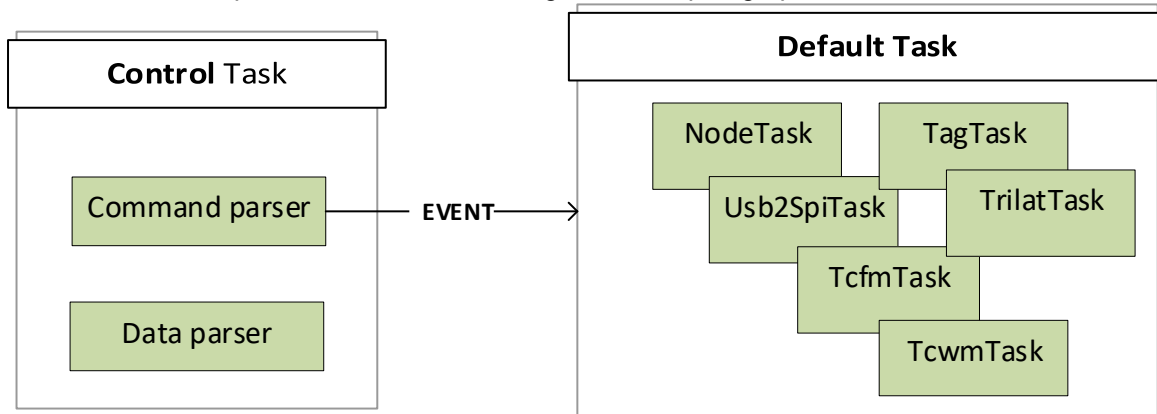 Control Task
Command parser
Data parser
EVENT
Default Task
NodeTask
TagTask
Usb2SpiTask
TrilatTask
TcfmTask
TcwmTask